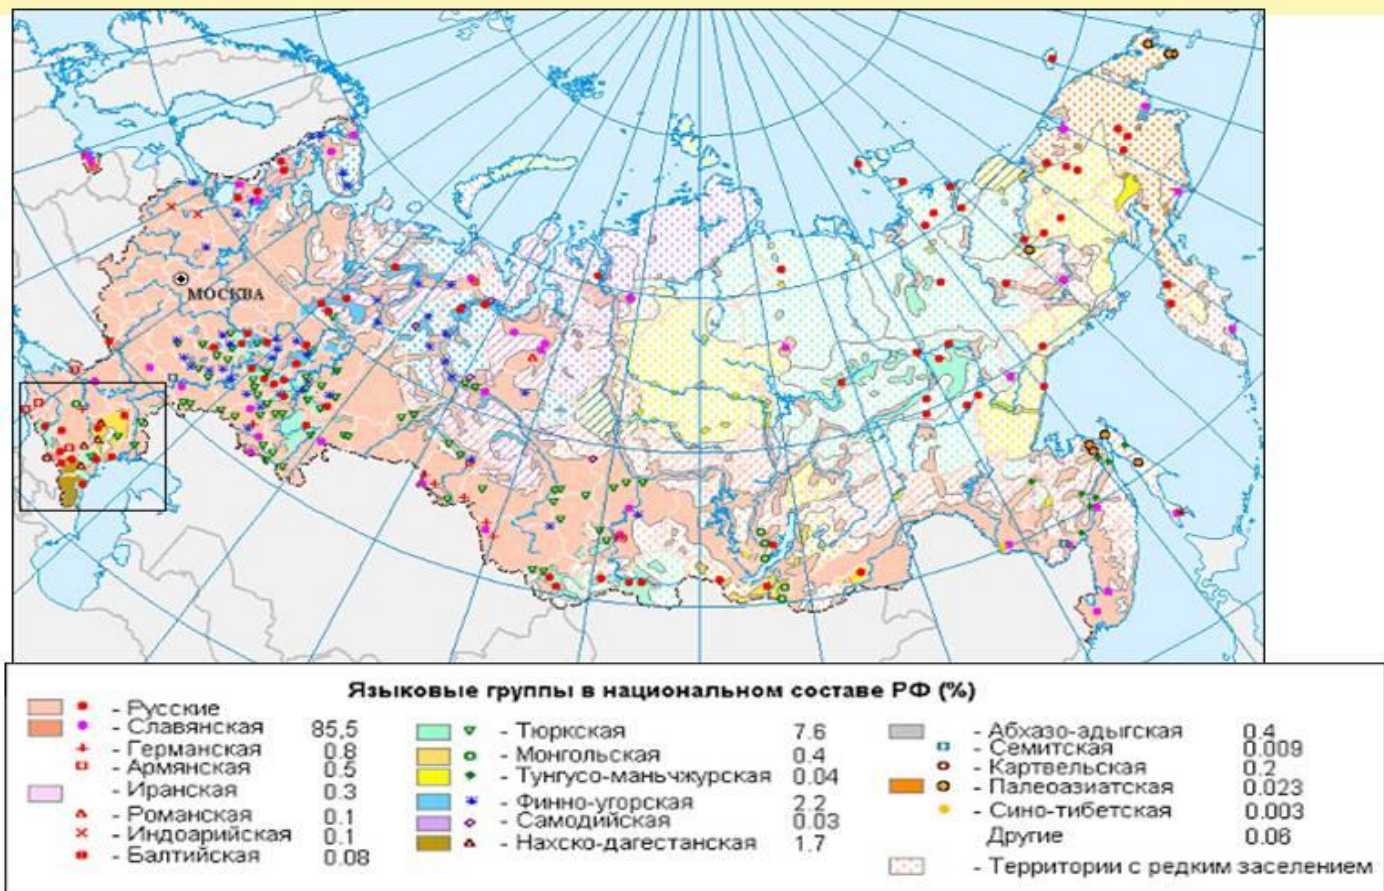 МОСКВА
Языковые группы в национальном составе РФ (%)
- Русские
- Славянская 85,5
- Германская 0.8
- Армянская 0.5
- Иранская 0.3
- Романская 0.1
- Индоарийская 0.1
- Балтийская 0.08
- Тюркская 7.6
- Монгольская 0.4
- Тунгусо-маньчжурская 0.04
- Финно-угорская 2.2
- Самодийская 0.03
- Нахско-дагестанская 1.7
- Абхазо-адыгская 0.4
- Семитская 0.009
- Картвельская 0.2
- Палеоазиатская 0.023
- Сино-тибетская 0.003
Другие 0.06
- Территории с редким заселением